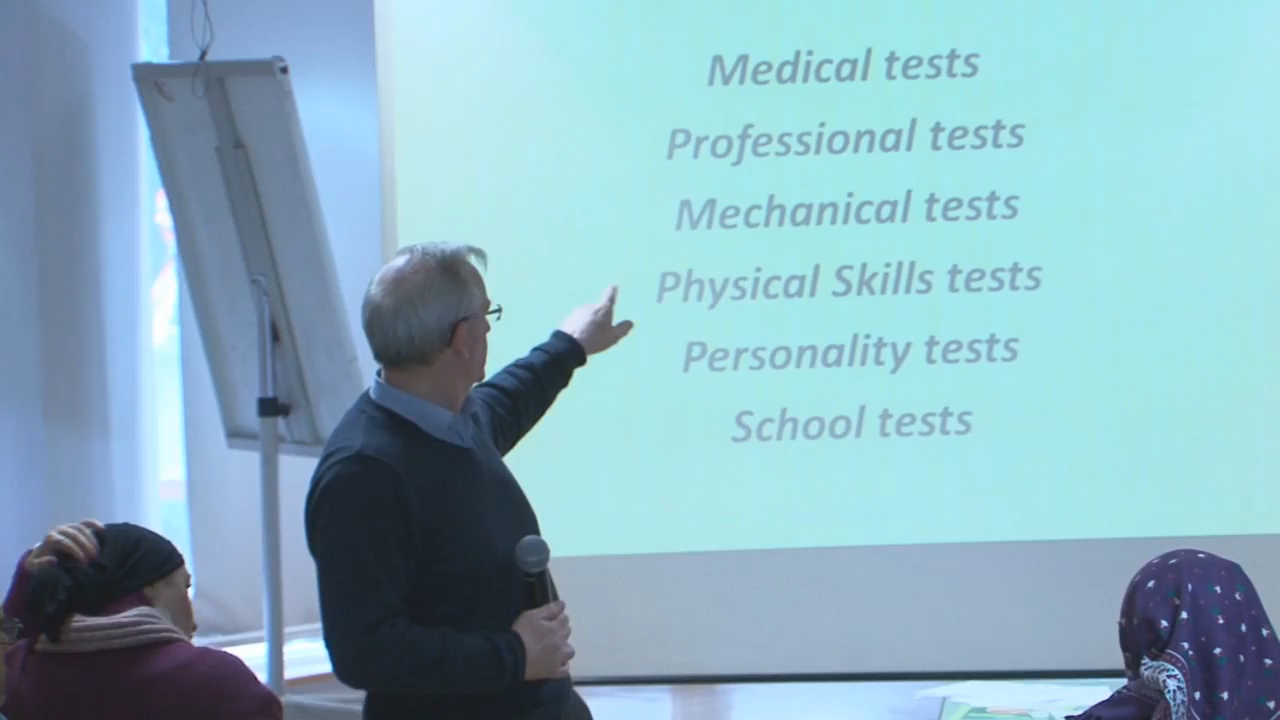 Medical tests
Professional tests
Mechanical tests
Physical Skills tests
Personality tests
School tests